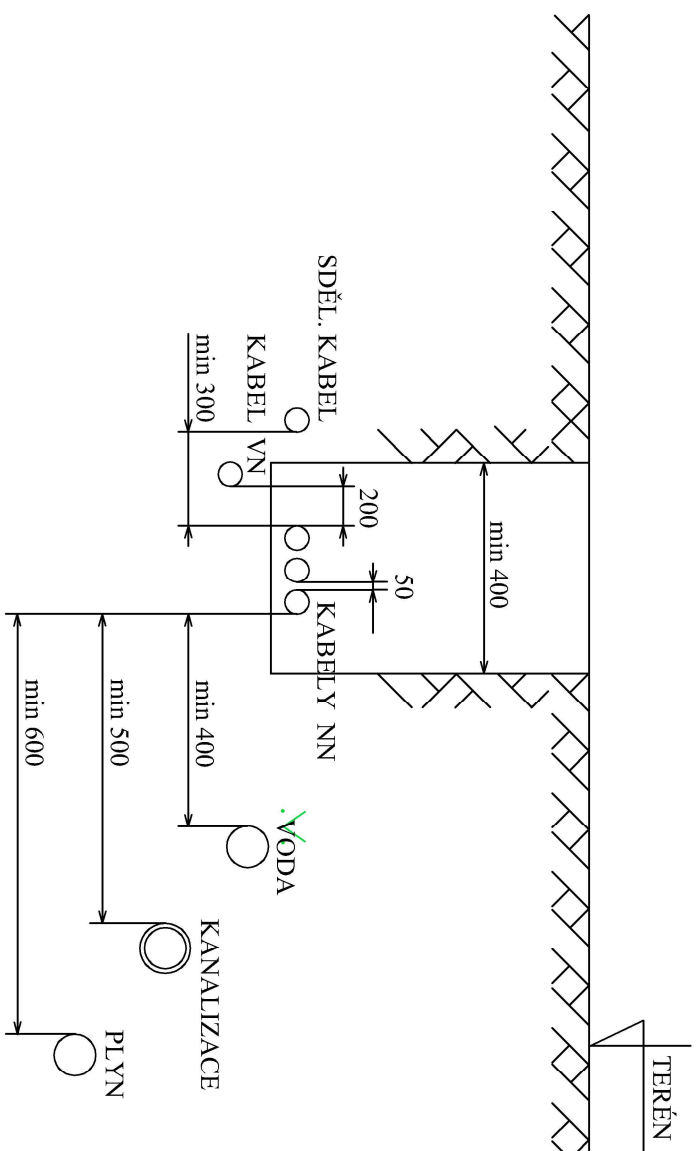 TERÉN
min 400
50
200
KABELY NN
SDĚL. KABEL
KABEL VN
min 300
VODA
min 400
KANALIZACE
min 500
PLYN
min 600